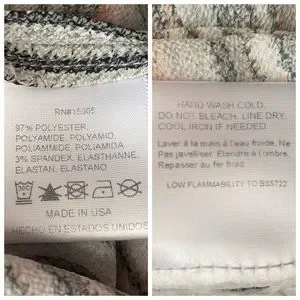 RN#15005
97% POLYESTER,
POLYAMIDE, POLYAMID,
POLIAMMIDE, POLIAMIDA
3% SPANDEX, ELASTHANNE,
ELASTAN, ELASTANO
MADE IN USA
HECHO EN ESTADOS UNIDOS
HAND WASH COLD.
DO NOT BLEACH. LINE DRY.
COOL IRON IF NEEDED
Laver à la main à l'eau froide. Ne
Pas javelliser. Étendre à l'ombre.
Repasser au fer froid
LOW FLAMMABILITY TO BS5722